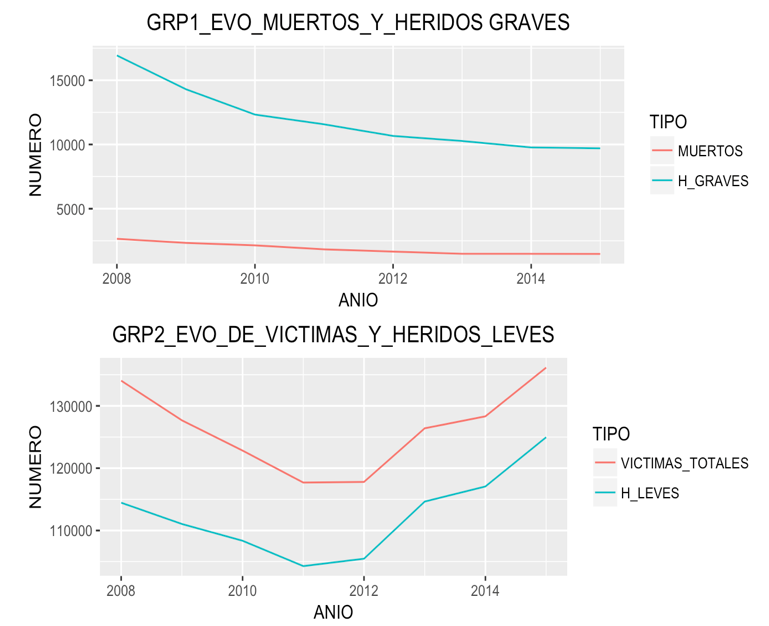 GRP1_EVO_MUERTOS_Y_HERIDOS GRAVES
15000
10000
5000
NUMERO
2008 2010 2012 2014
ANIO
TIPO
MUERTOS
H_GRAVES
GRP2_EVO_DE_VICTIMAS_Y_HERIDOS_LEVES
130000
120000
110000
NUMERO
2008 2010 2012 2014
ANIO
TIPO
VICTIMAS_TOTALES
H_LEVES